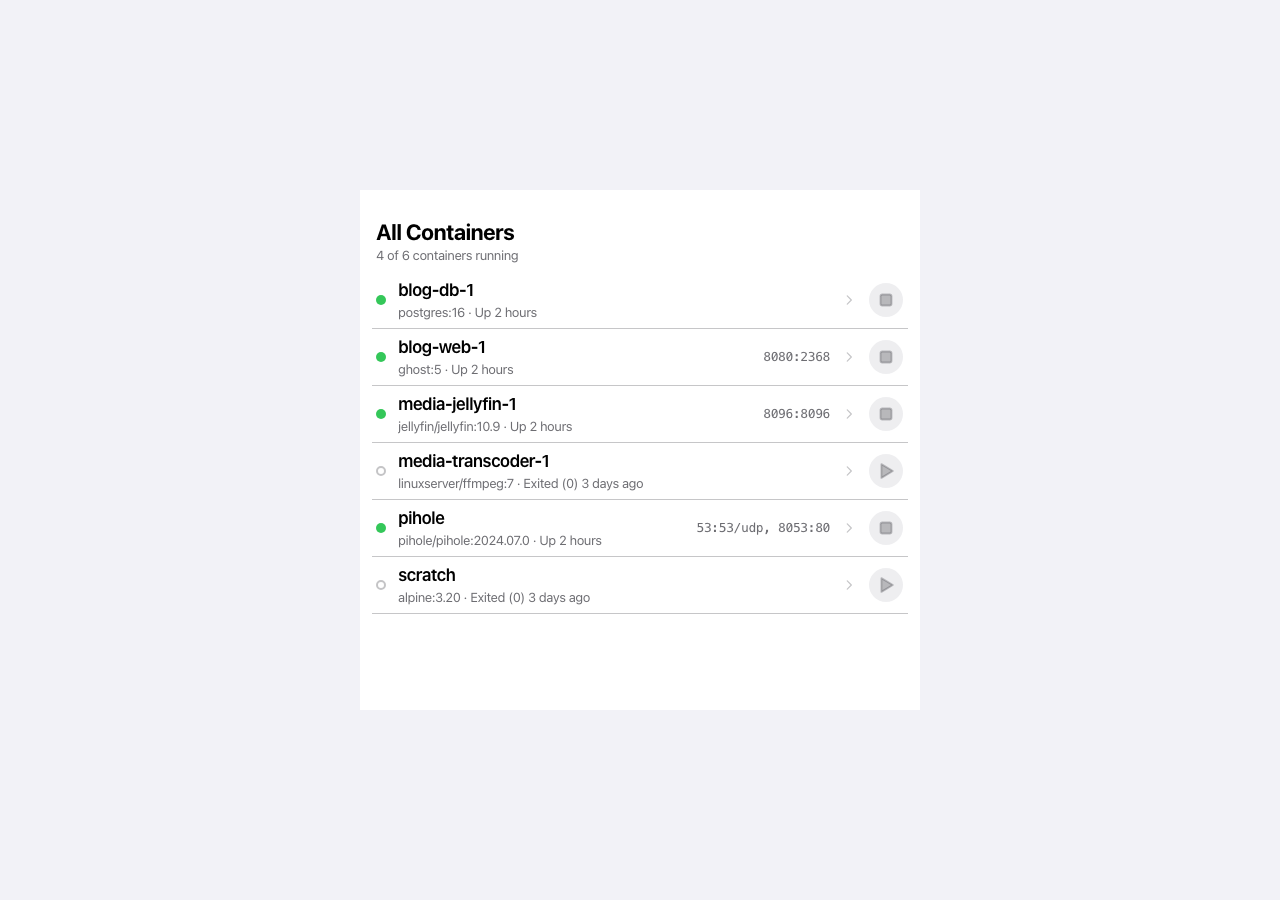 All Containers
4 of 6 containers running
blog-db-1
postgres:16 · Up 2 hours
blog-web-1
ghost:5 · Up 2 hours
8080:2368
media-jellyfin-1
jellyfin/jellyfin:10.9 · Up 2 hours
8096:8096
media-transcoder-1
linuxserver/ffmpeg:7 · Exited (0) 3 days ago
pihole
pihole/pihole:2024.07.0 · Up 2 hours
53:53/udp, 8053:80
scratch
alpine:3.20 · Exited (0) 3 days ago